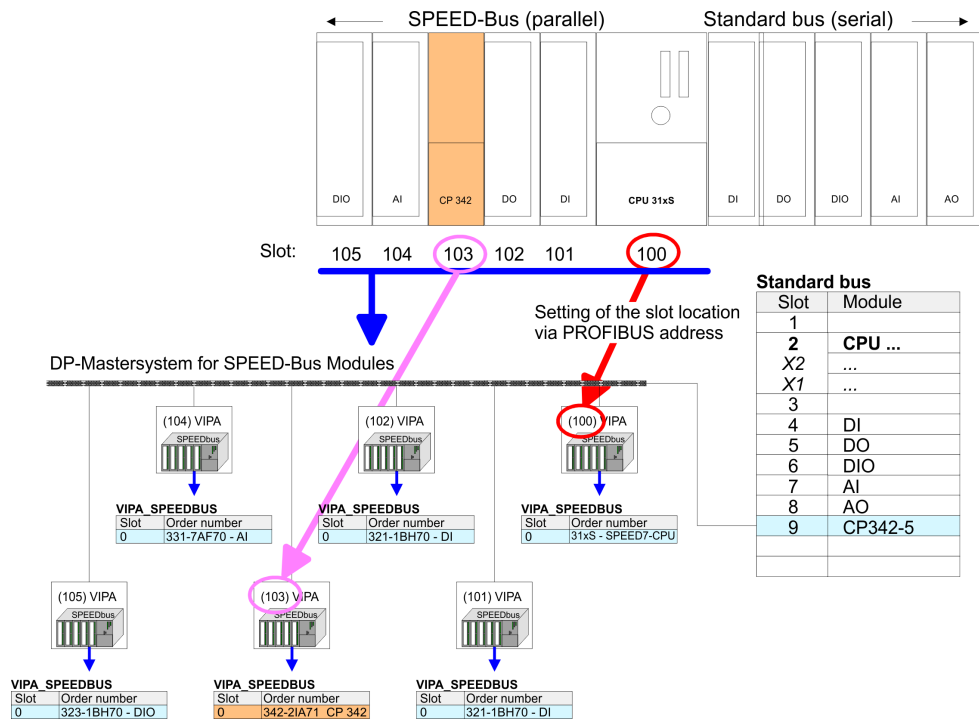 SPEED-Bus (parallel) Standard bus (serial)
DIO AI CP 342 DO DI CPU 31xS DI DO DIO AI AO
Slot: 105 104 103 102 101 100
Setting of the slot location
via PROFIBUS address
Standard bus
Slot Module
1
2 CPU ...
X2 ...
X1 ...
3
4 DI
5 DO
6 DIO
7 AI
8 AO
9 CP342-5
DP-Mastersystem for SPEED-Bus Modules
(104) VIPA
SPEEDbus
VIPA_SPEEDBUS
Slot Order number
0 331-7AF70 - AI
(102) VIPA
SPEEDbus
VIPA_SPEEDBUS
Slot Order number
0 321-1BH70 - DI
(100) VIPA
SPEEDbus
VIPA_SPEEDBUS
Slot Order number
0 31xS - SPEED7-CPU
(105) VIPA
SPEEDbus
VIPA_SPEEDBUS
Slot Order number
0 323-1BH70 - DIO
(103) VIPA
SPEEDbus
VIPA_SPEEDBUS
Slot Order number
0 342-2IA71 CP 342
(101) VIPA
SPEEDbus
VIPA_SPEEDBUS
Slot Order number
0 321-1BH70 - DI